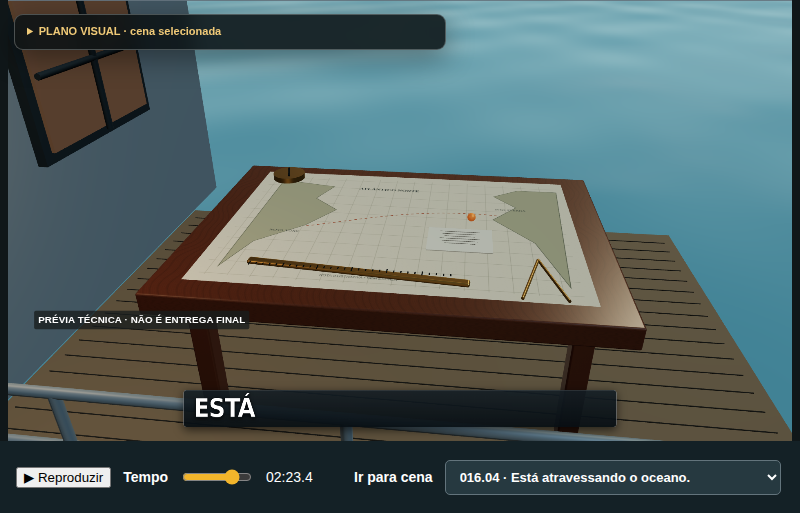 ▶ PLANO VISUAL · cena selecionada
PRÉVIA TÉCNICA · NÃO É ENTREGA FINAL
ESTÁ
▶ Reproduzir
Tempo
02:23.4
Ir para cena
016.04 · Está atravessando o oceano.